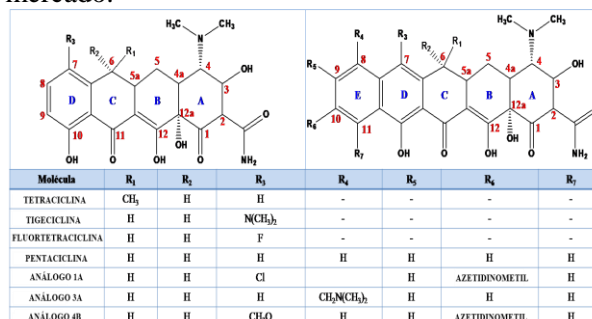 mercado.
R₃ R₂ R₁ H₃C CH₃
N
7 6 5 4
8 5a 4a 3 OH
D C B A
9 12a 2 O
10 11 12 1
OH O OH OH O NH₂
R₄ R₃ R₂ R₁ H₃C CH₃
N
R₅ 9 8 7 6 5 4
5a 4a 3 OH
E D C B A
R₆ 10 11 12 12a 1 2
R₇ OH O OH OH O NH₂
Molécula R₁ R₂ R₃ R₄ R₅ R₆ R₇
TETRACICLINA CH₃ H H - - - -
TIGECICLINA H H N(CH₃)₂ - - - -
FLUORTETRACICLINA H H F - - - -
PENTACICLINA H H H H H H H
ANÁLOGO 1A H H Cl H AZETIDINOMETIL H
ANÁLOGO 3A H H H CH₂N(CH₃)₂ H H H
ANÁLOGO 4B H H CH₃O H H AZETIDINOMETIL H